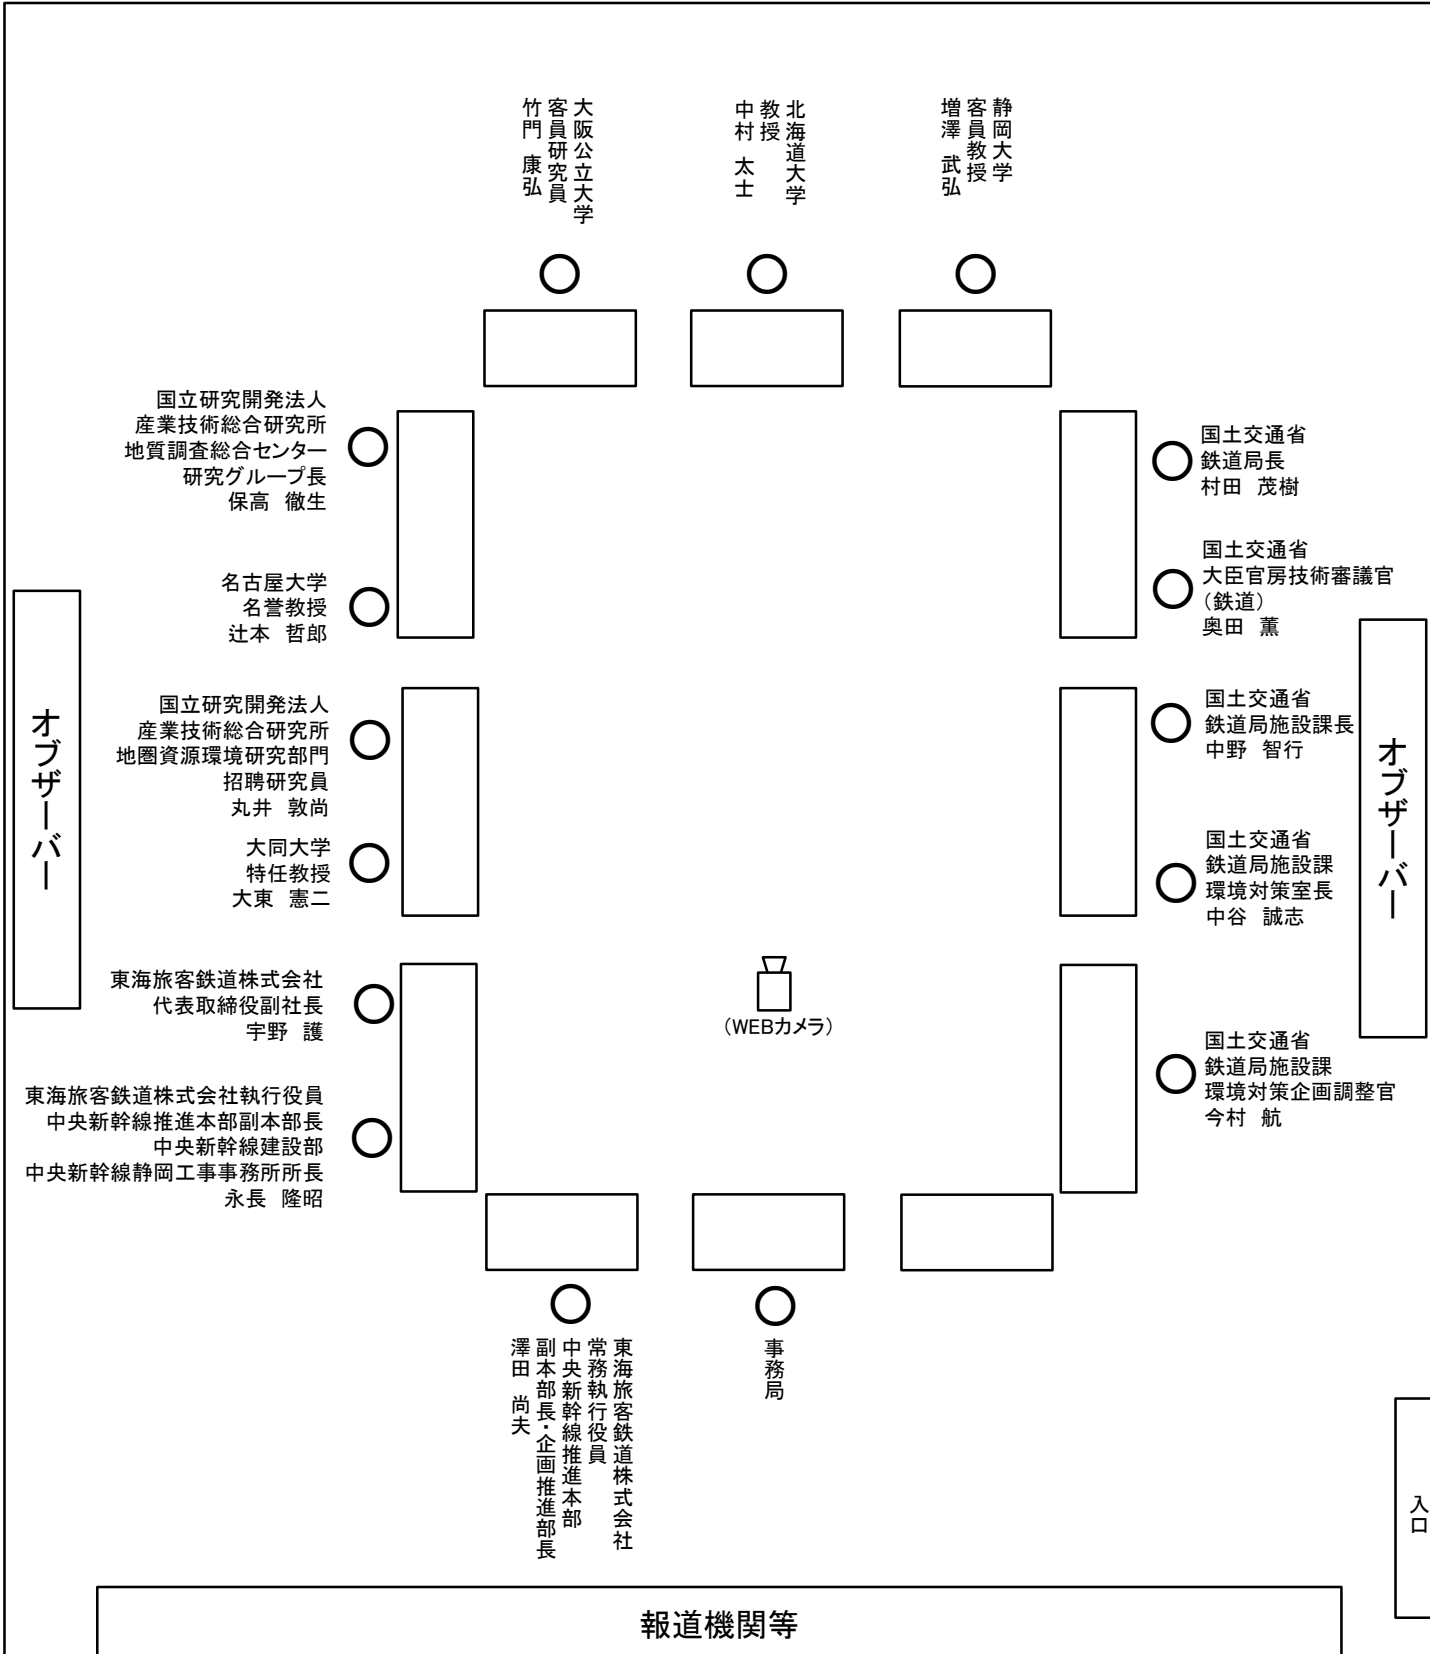 大阪公立大学
客員研究員
竹門　康弘
北海道大学
教授
中村　太士
静岡大学
客員教授
増澤　武弘
国立研究開発法人
産業技術総合研究所
地質調査総合センター
研究グループ長
保高　徹生
名古屋大学
名誉教授
辻本　哲郎
国立研究開発法人
産業技術総合研究所
地圏資源環境研究部門
招聘研究員
丸井　敦尚
大同大学
特任教授
大東　憲二
東海旅客鉄道株式会社
代表取締役副社長
宇野　護
東海旅客鉄道株式会社執行役員
中央新幹線推進本部副本部長
中央新幹線建設部
中央新幹線静岡工事事務所所長
永長　隆昭
オブザーバー
国土交通省
鉄道局長
村田　茂樹
国土交通省
大臣官房技術審議官
（鉄道）
奥田　薫
国土交通省
鉄道局施設課長
中野　智行
国土交通省
鉄道局施設課
環境対策室長
中谷　誠志
国土交通省
鉄道局施設課
環境対策企画調整官
今村　航
オブザーバー
（WEBカメラ）
東海旅客鉄道株式会社
常務執行役員
中央新幹線推進本部
副本部長・企画推進部長
澤田　尚夫
事務局
入口
報道機関等